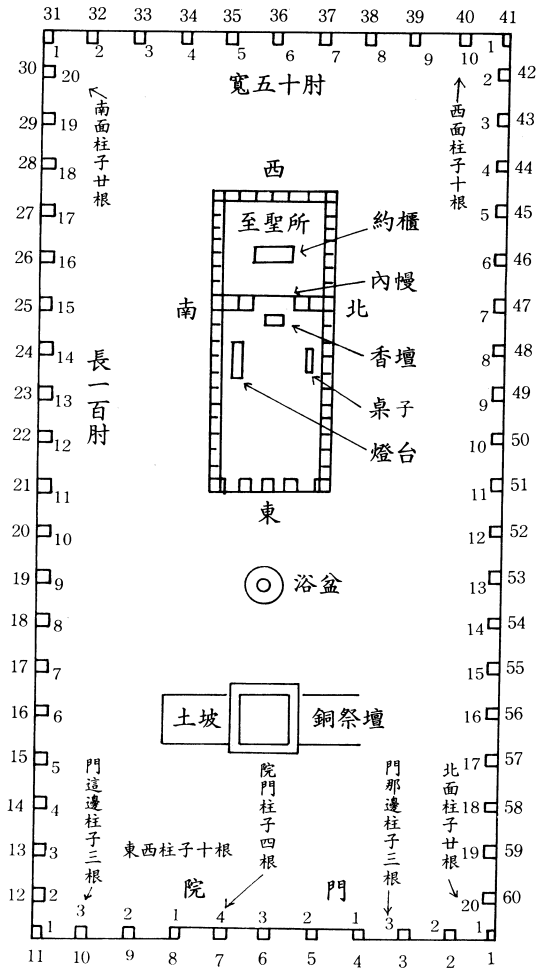 31 32 33 34 35 36 37 38 39 40 41
1 2 3 4 5 6 7 8 9 10 1
30 20 2 42
寬五十肘
南面柱子廿根
西面柱子十根
29 19 3 43
28 18 4 44
西
27 17 5 45
至聖所 約櫃
26 16 6 46
內幔
25 15 南 北 7 47
香壇
24 14 8 48
長一百肘
桌子
23 13 9 49
燈台
22 12 10 50
21 11 11 51
東
20 10 12 52
19 9 浴盆 13 53
18 8 14 54
17 7 15 55
16 6 土坡 銅祭壇 16 56
15 5 17 57
門這邊柱子三根
院門柱子四根
門那邊柱子三根
北面柱子廿根
14 4 18 58
13 3 東西柱子十根 19 59
院 門
12 2 20 60
1 3 2 1 4 3 2 1 3 2 1
11 10 9 8 7 6 5 4 3 2 1